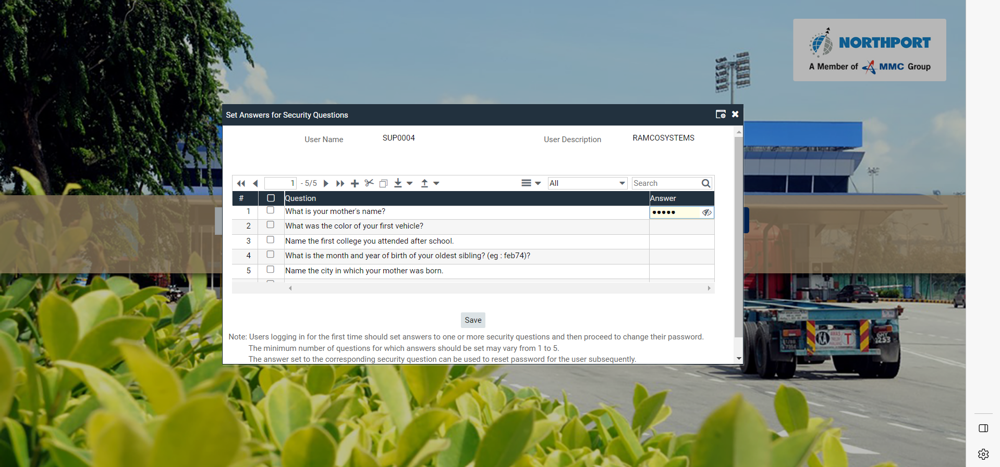 NORTHPORT
A Member of MMC Group
Set Answers for Security Questions
User Name SUP0004 User Description RAMCOSYSTEMS
1 - 5/5 All Search
# Question Answer
1 What is your mother's name? •••••
2 What was the color of your first vehicle?
3 Name the first college you attended after school.
4 What is the month and year of birth of your oldest sibling? (eg : feb74)?
5 Name the city in which your mother was born.
Save
Note: Users logging in for the first time should set answers to one or more security questions and then proceed to change their password.
The minimum number of questions for which answers should be set may vary from 1 to 5.
The answer set to the corresponding security question can be used to reset password for the user subsequently.
KA
T